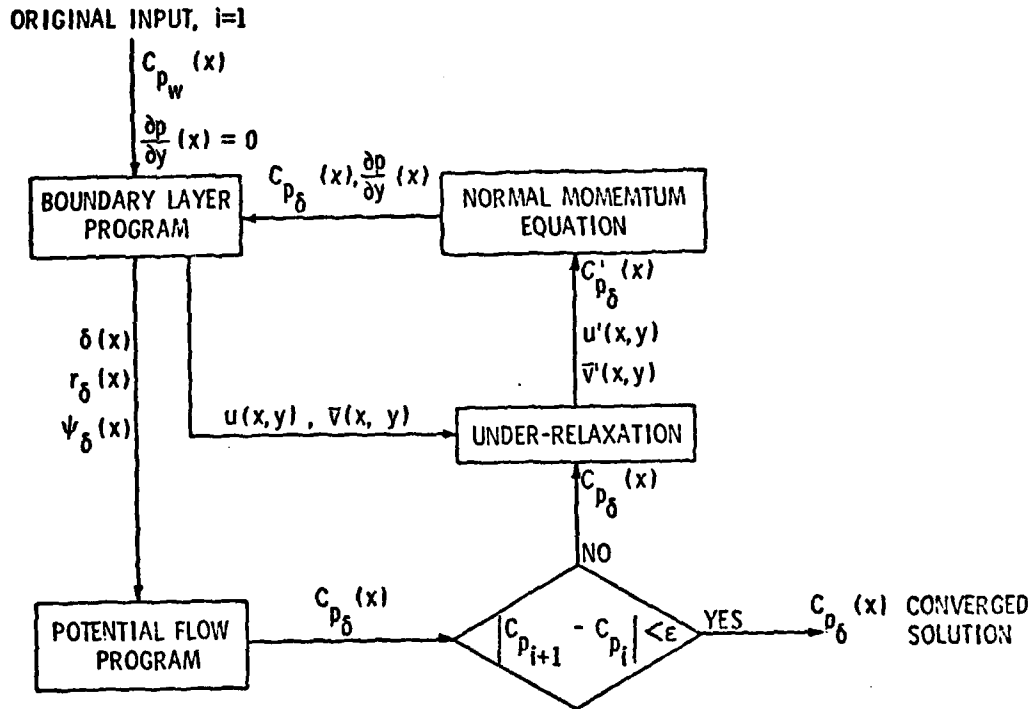 ORIGINAL INPUT, i=1
C_{p_w} (x)
∂p/∂y (x) = 0
BOUNDARY LAYER
PROGRAM
C_{p_δ} (x), ∂p/∂y (x)
NORMAL MOMEMTUM
EQUATION
C'_{p_δ} (x)
u'(x,y)
v̄'(x,y)
δ(x)
r_δ(x)
ψ_δ(x)
u(x,y) , v̄(x, y)
UNDER-RELAXATION
C_{p_δ} (x)
NO
POTENTIAL FLOW
PROGRAM
C_{p_δ} (x)
|C_{p_{i+1}} - C_{p_i}| <ε
YES
C_{p_δ} (x) CONVERGED
SOLUTION